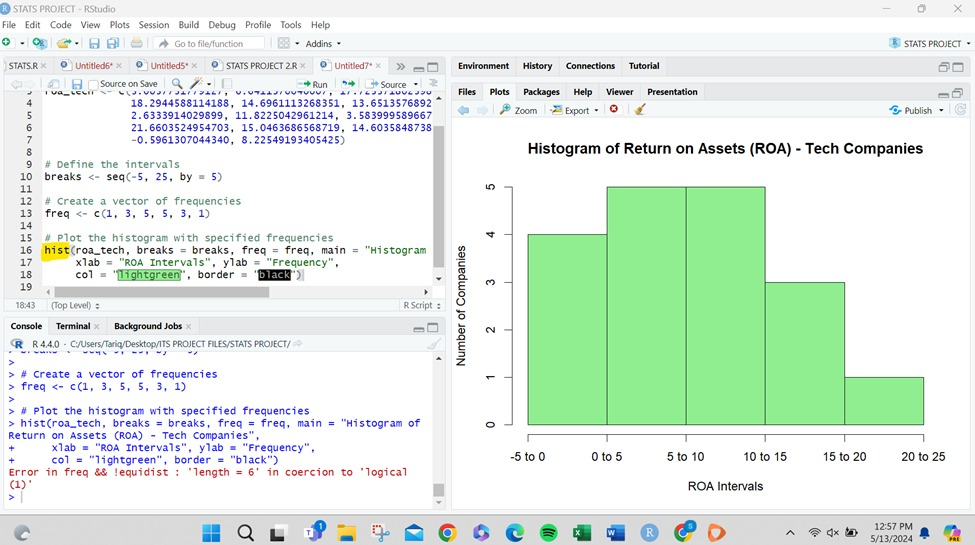 STATS PROJECT - RStudio
File Edit Code View Plots Session Build Debug Profile Tools Help
Go to file/function Addins STATS PROJECT
STATS.R Untitled6* Untitled5* STATS PROJECT 2.R Untitled7*
Source on Save Run Source
4 18.2944588114188, 14.6961113268351, 13.6513576892
5 2.6333914029899, 11.8225042961214, 3.583999589667
6 21.6603524954703, 15.0463686568719, 14.6035848738
7 -0.5961307044340, 8.22549193405425)
8
9 # Define the intervals
10 breaks <- seq(-5, 25, by = 5)
11
12 # Create a vector of frequencies
13 freq <- c(1, 3, 5, 5, 3, 1)
14
15 # Plot the histogram with specified frequencies
16 hist(roa_tech, breaks = breaks, freq = freq, main = "Histogram
17 xlab = "ROA Intervals", ylab = "Frequency",
18 col = "lightgreen", border = "black")
19
18:43 (Top Level) R Script
Console Terminal Background Jobs
R 4.4.0 · C:/Users/Tariq/Desktop/ITS PROJECT FILES/STATS PROJECT/
>
> # Create a vector of frequencies
> freq <- c(1, 3, 5, 5, 3, 1)
>
> # Plot the histogram with specified frequencies
> hist(roa_tech, breaks = breaks, freq = freq, main = "Histogram of
Return on Assets (ROA) - Tech Companies",
+ xlab = "ROA Intervals", ylab = "Frequency",
+ col = "lightgreen", border = "black")
Error in freq && !equidist : 'length = 6' in coercion to 'logical
(1)'
>
Environment History Connections Tutorial
Files Plots Packages Help Viewer Presentation
Zoom Export Publish
Histogram of Return on Assets (ROA) - Tech Companies
Number of Companies
5
4
3
2
1
0
-5 to 0 0 to 5 5 to 10 10 to 15 15 to 20 20 to 25
ROA Intervals
12:57 PM
5/13/2024